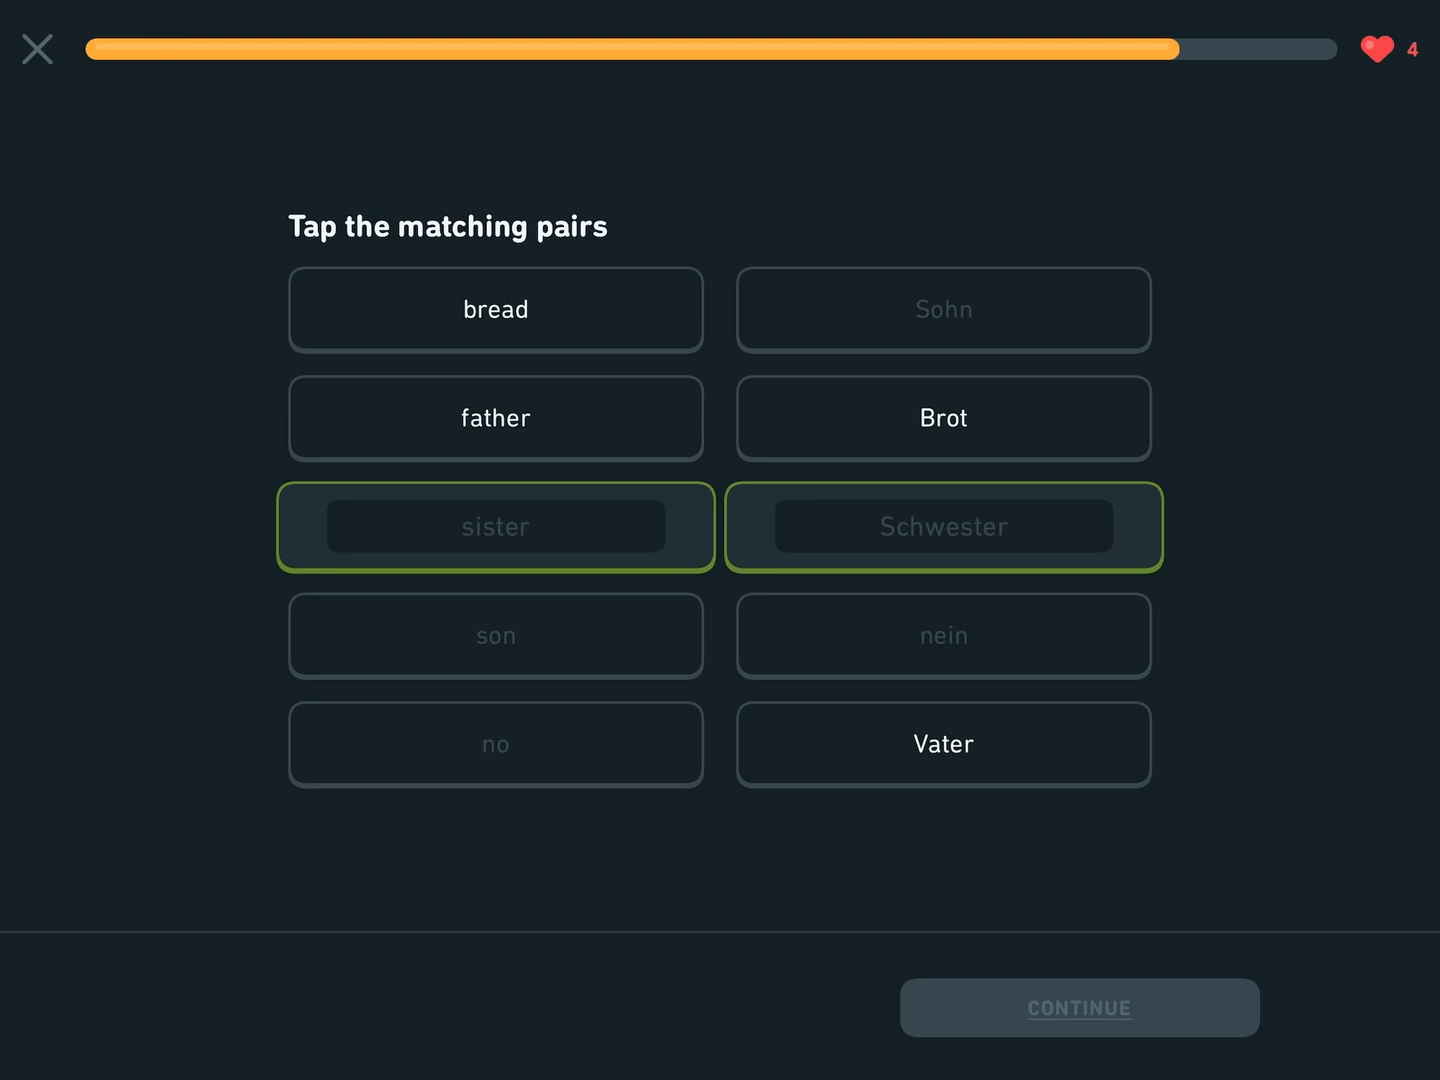 4
Tap the matching pairs
bread
Sohn
father
Brot
sister
Schwester
son
nein
no
Vater
CONTINUE